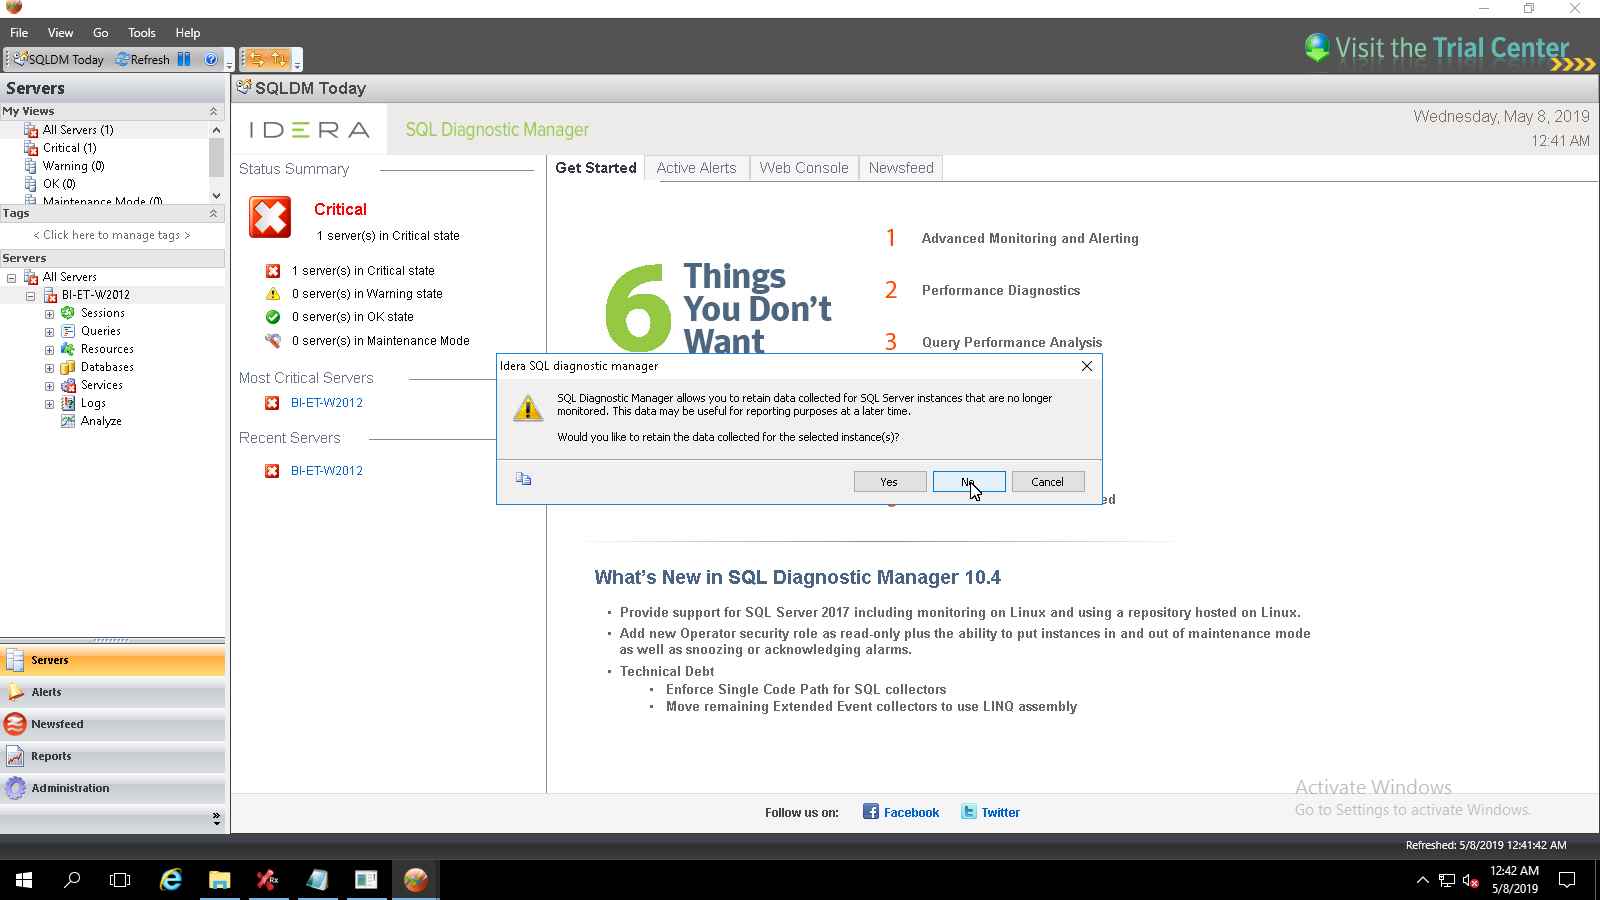 File View Go Tools Help
SQLDM Today Refresh
Visit the Trial Center
Servers
My Views
All Servers (1)
Critical (1)
Warning (0)
OK (0)
Maintenance Mode (0)
Tags
< Click here to manage tags >
Servers
All Servers
BI-ET-W2012
Sessions
Queries
Resources
Databases
Services
Logs
Analyze
Servers
Alerts
Newsfeed
Reports
Administration
SQLDM Today
IDERA
SQL Diagnostic Manager
Wednesday, May 8, 2019
12:41 AM
Status Summary
Critical
1 server(s) in Critical state
1 server(s) in Critical state
0 server(s) in Warning state
0 server(s) in OK state
0 server(s) in Maintenance Mode
Most Critical Servers
BI-ET-W2012
Recent Servers
BI-ET-W2012
Get Started Active Alerts Web Console Newsfeed
6 Things
You Don't
Want
1 Advanced Monitoring and Alerting
2 Performance Diagnostics
3 Query Performance Analysis
ed
Idera SQL diagnostic manager
SQL Diagnostic Manager allows you to retain data collected for SQL Server instances that are no longer
monitored. This data may be useful for reporting purposes at a later time.
Would you like to retain the data collected for the selected instance(s)?
Yes No Cancel
What's New in SQL Diagnostic Manager 10.4
• Provide support for SQL Server 2017 including monitoring on Linux and using a repository hosted on Linux.
• Add new Operator security role as read-only plus the ability to put instances in and out of maintenance mode
as well as snoozing or acknowledging alarms.
• Technical Debt
• Enforce Single Code Path for SQL collectors
• Move remaining Extended Event collectors to use LINQ assembly
Activate Windows
Go to Settings to activate Windows.
Follow us on: Facebook Twitter
Refreshed: 5/8/2019 12:41:42 AM
12:42 AM
5/8/2019